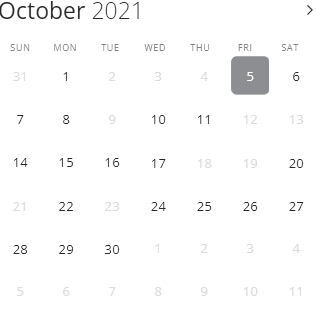 October 2021
SUN MON TUE WED THU FRI SAT
31 1 2 3 4 5 6
7 8 9 10 11 12 13
14 15 16 17 18 19 20
21 22 23 24 25 26 27
28 29 30 1 2 3 4
5 6 7 8 9 10 11